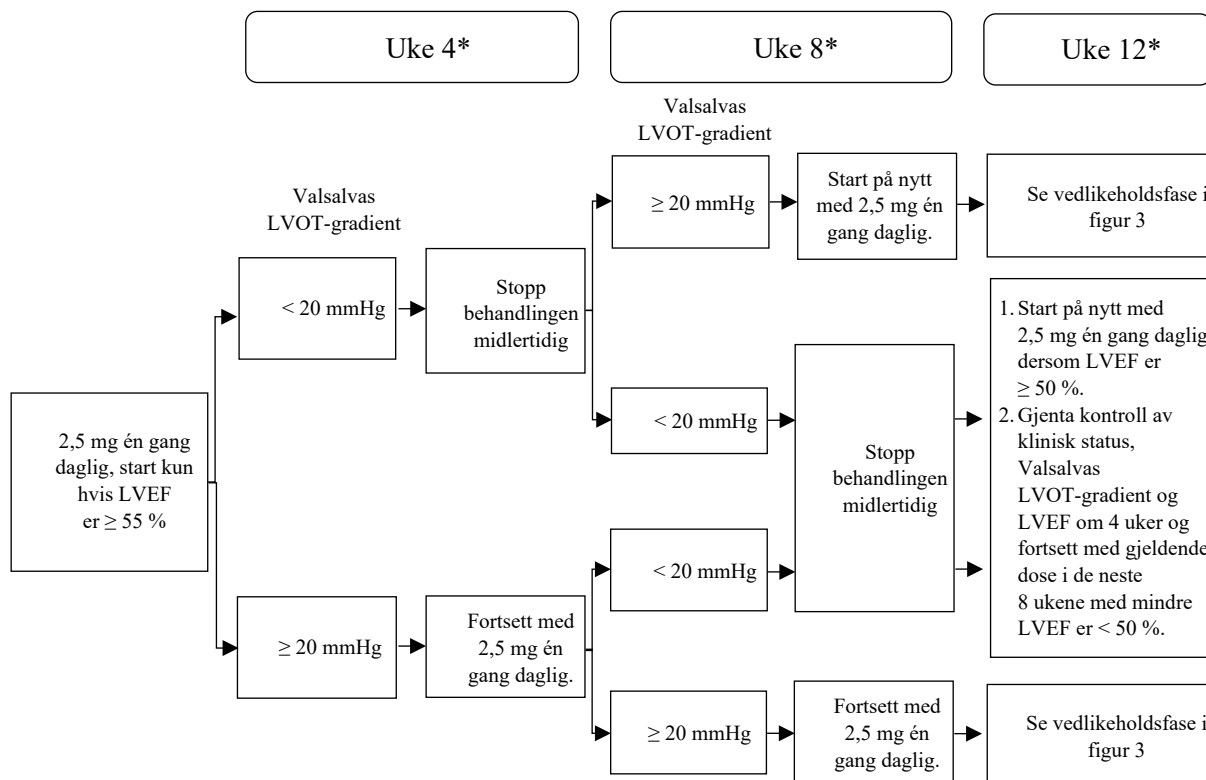 Uke 4*
Uke 8*
Uke 12*
Valsalvas
LVOT-gradient
Valsalvas
LVOT-gradient
≥ 20 mmHg
Start på nytt
med 2,5 mg én
gang daglig.
Se vedlikeholdsfase i
figur 3
< 20 mmHg
Stopp
behandlingen
midlertidig
< 20 mmHg
Stopp
behandlingen
midlertidig
1. Start på nytt med
2,5 mg én gang daglig
dersom LVEF er
≥ 50 %.
2. Gjenta kontroll av
klinisk status,
Valsalvas
LVOT-gradient og
LVEF om 4 uker og
fortsett med gjeldende
dose i de neste
8 ukene med mindre
LVEF er < 50 %.
2,5 mg én gang
daglig, start kun
hvis LVEF
er ≥ 55 %
< 20 mmHg
≥ 20 mmHg
Fortsett med
2,5 mg én
gang daglig.
≥ 20 mmHg
Fortsett med
2,5 mg én
gang daglig.
Se vedlikeholdsfase i
figur 3